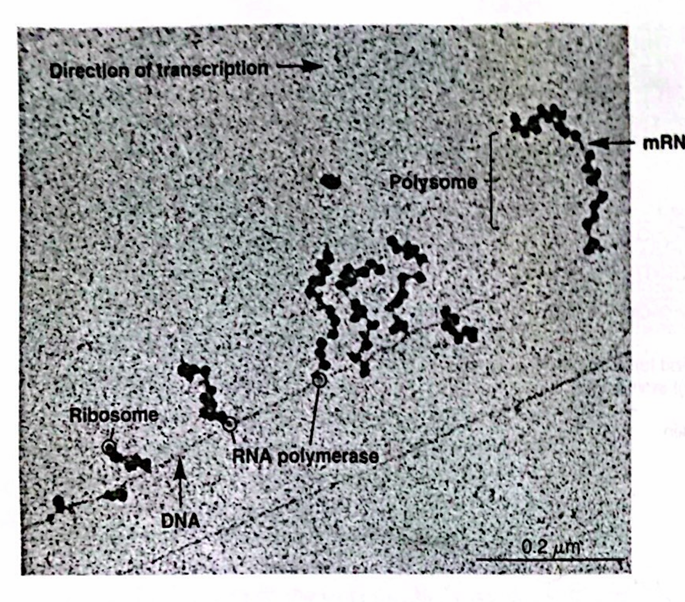 Direction of transcription
mRN
Polysome
Ribosome
RNA polymerase
DNA
0.2 μm